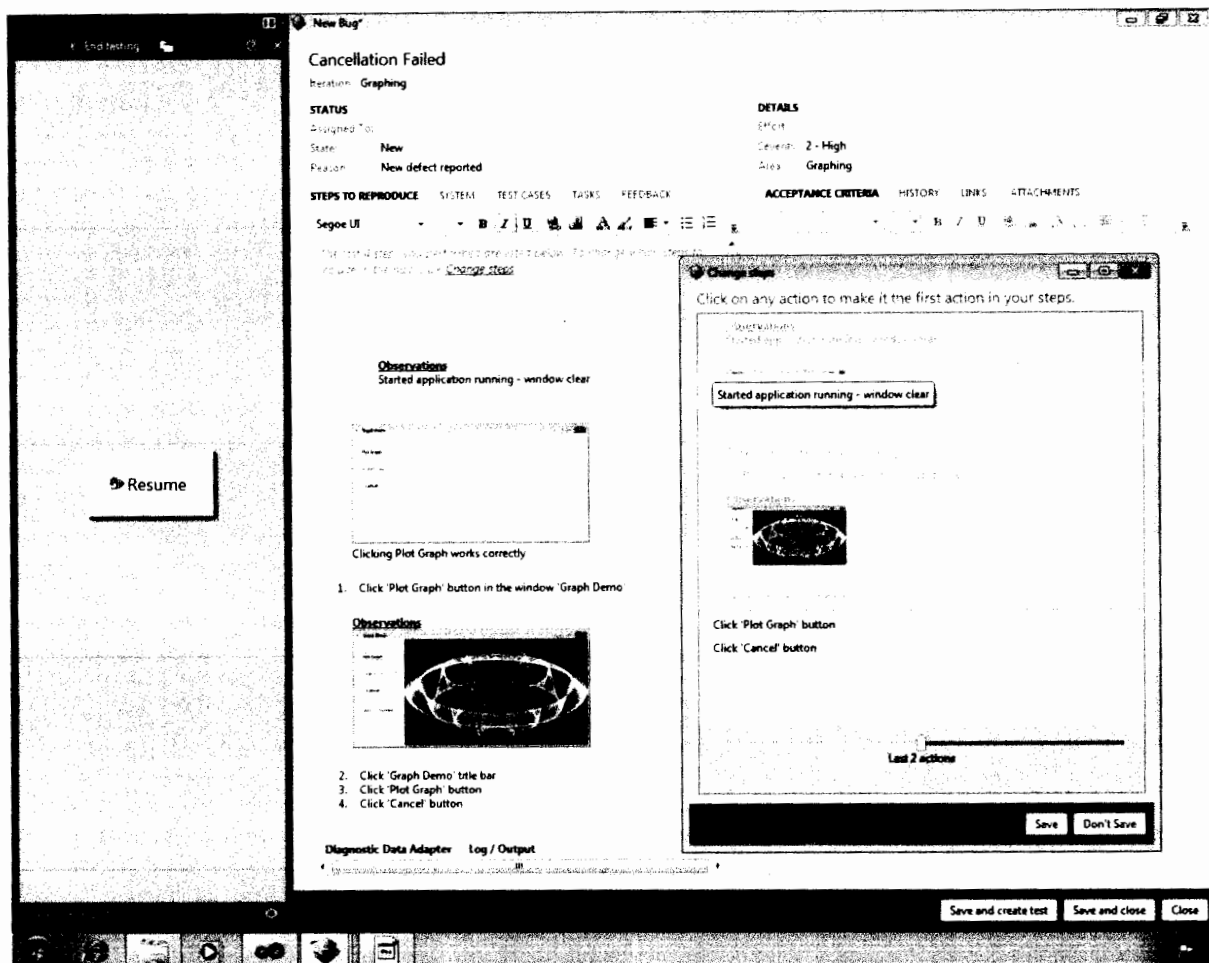 New Bug*
End testing
Cancellation Failed
Iteration Graphing
STATUS
Assigned To:
State: New
Reason: New defect reported
DETAILS
Effort
Severity 2 - High
Area Graphing
STEPS TO REPRODUCE SYSTEM TEST CASES TASKS FEEDBACK
ACCEPTANCE CRITERIA HISTORY LINKS ATTACHMENTS
Segoe UI
B I U
B I U
Change steps
Observations
Started application running - window clear
Clicking Plot Graph works correctly
1. Click 'Plot Graph' button in the window 'Graph Demo'
Observations
2. Click 'Graph Demo' title bar
3. Click 'Plot Graph' button
4. Click 'Cancel' button
Diagnostic Data Adapter Log / Output
Change steps
Click on any action to make it the first action in your steps.
Observations
Started application running - window clear
Observations
Click 'Plot Graph' button
Click 'Cancel' button
Last 2 actions
Save Don't Save
Resume
Save and create test Save and close Close